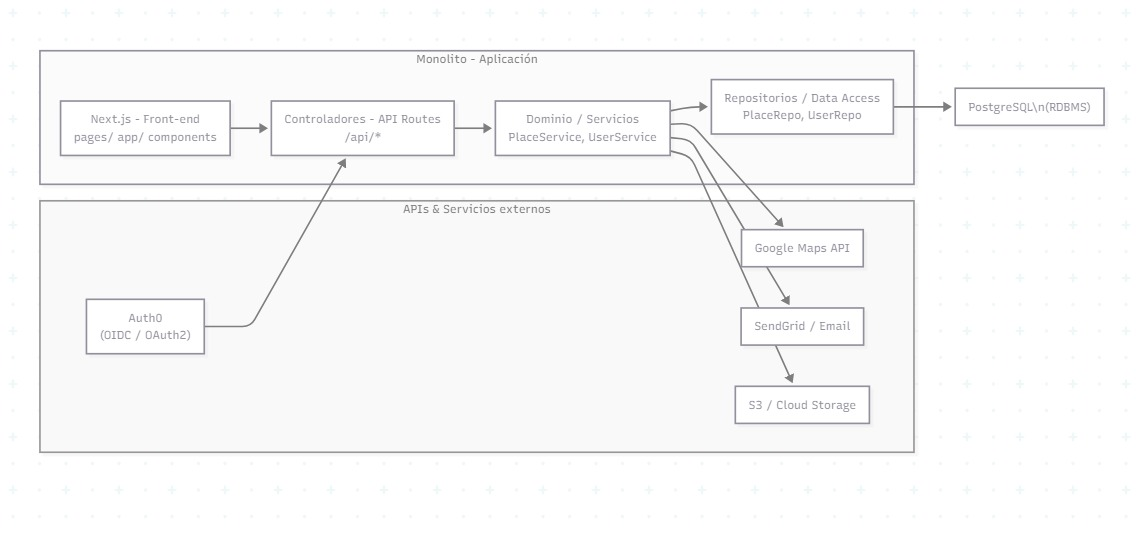 Monolito - Aplicación
Next.js - Front-end
pages/ app/ components
Controladores - API Routes
/api/*
Dominio / Servicios
PlaceService, UserService
Repositorios / Data Access
PlaceRepo, UserRepo
PostgreSQL\n(RDBMS)
APIs & Servicios externos
Auth0
(OIDC / OAuth2)
Google Maps API
SendGrid / Email
S3 / Cloud Storage